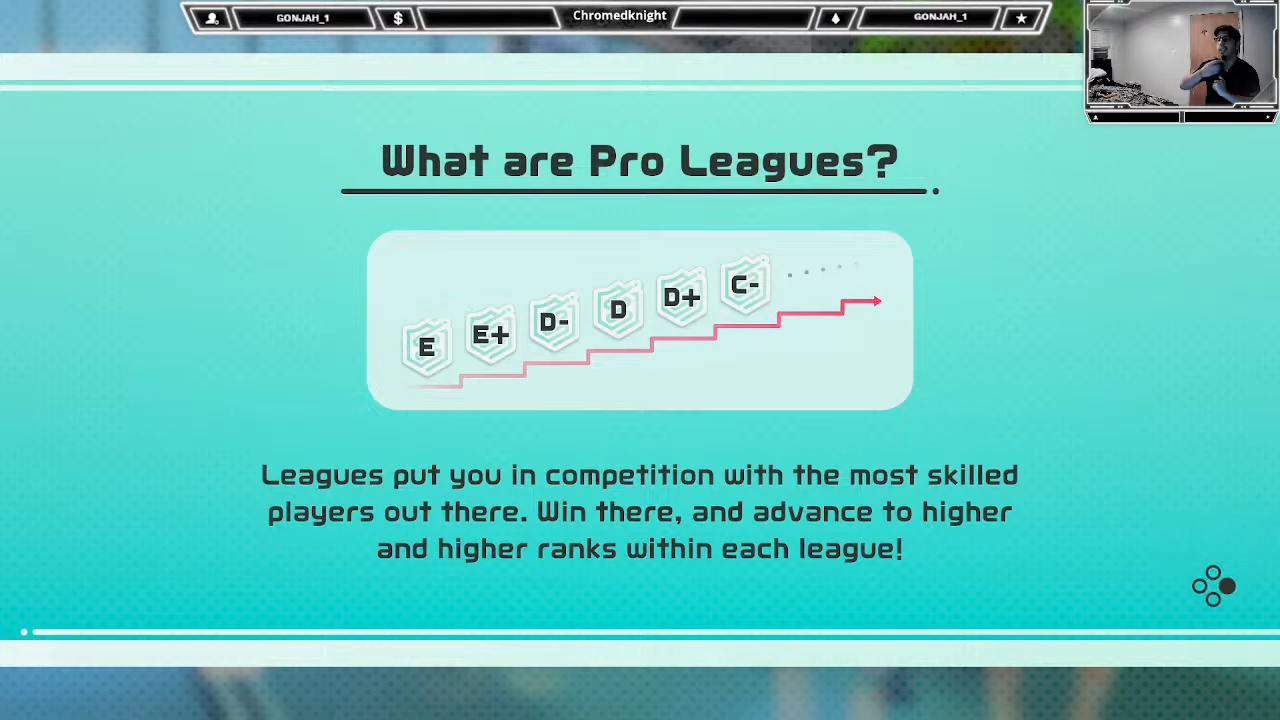 GONJAH_1
$
Chromedknight
GONJAH_1
What are Pro Leagues?
E
E+
D-
D
D+
C-
Leagues put you in competition with the most skilled
players out there. Win there, and advance to higher
and higher ranks within each league!